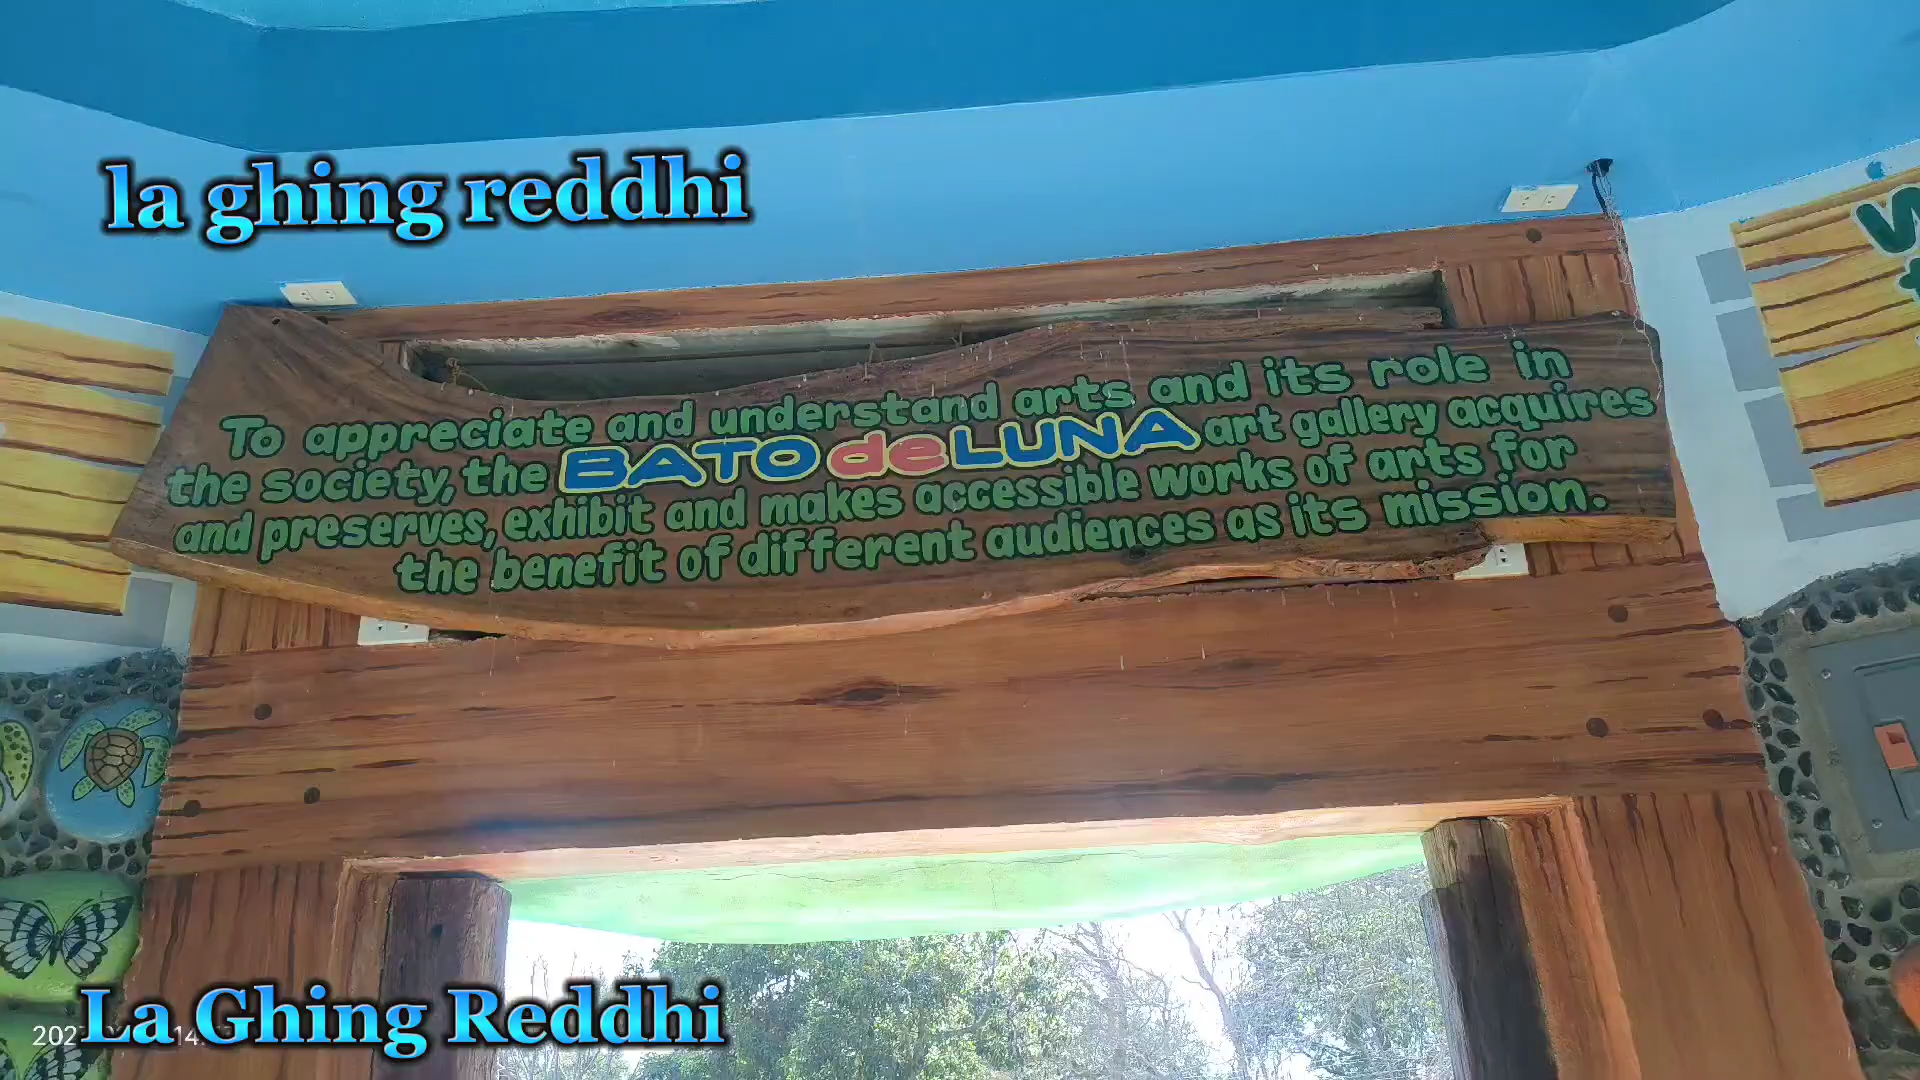 la ghing reddhi
To appreciate and understand arts and its role in
the society, the BATO de LUNA art gallery acquires
and preserves, exhibit and makes accessible works of arts for
the benefit of different audiences as its mission.
La Ghing Reddhi